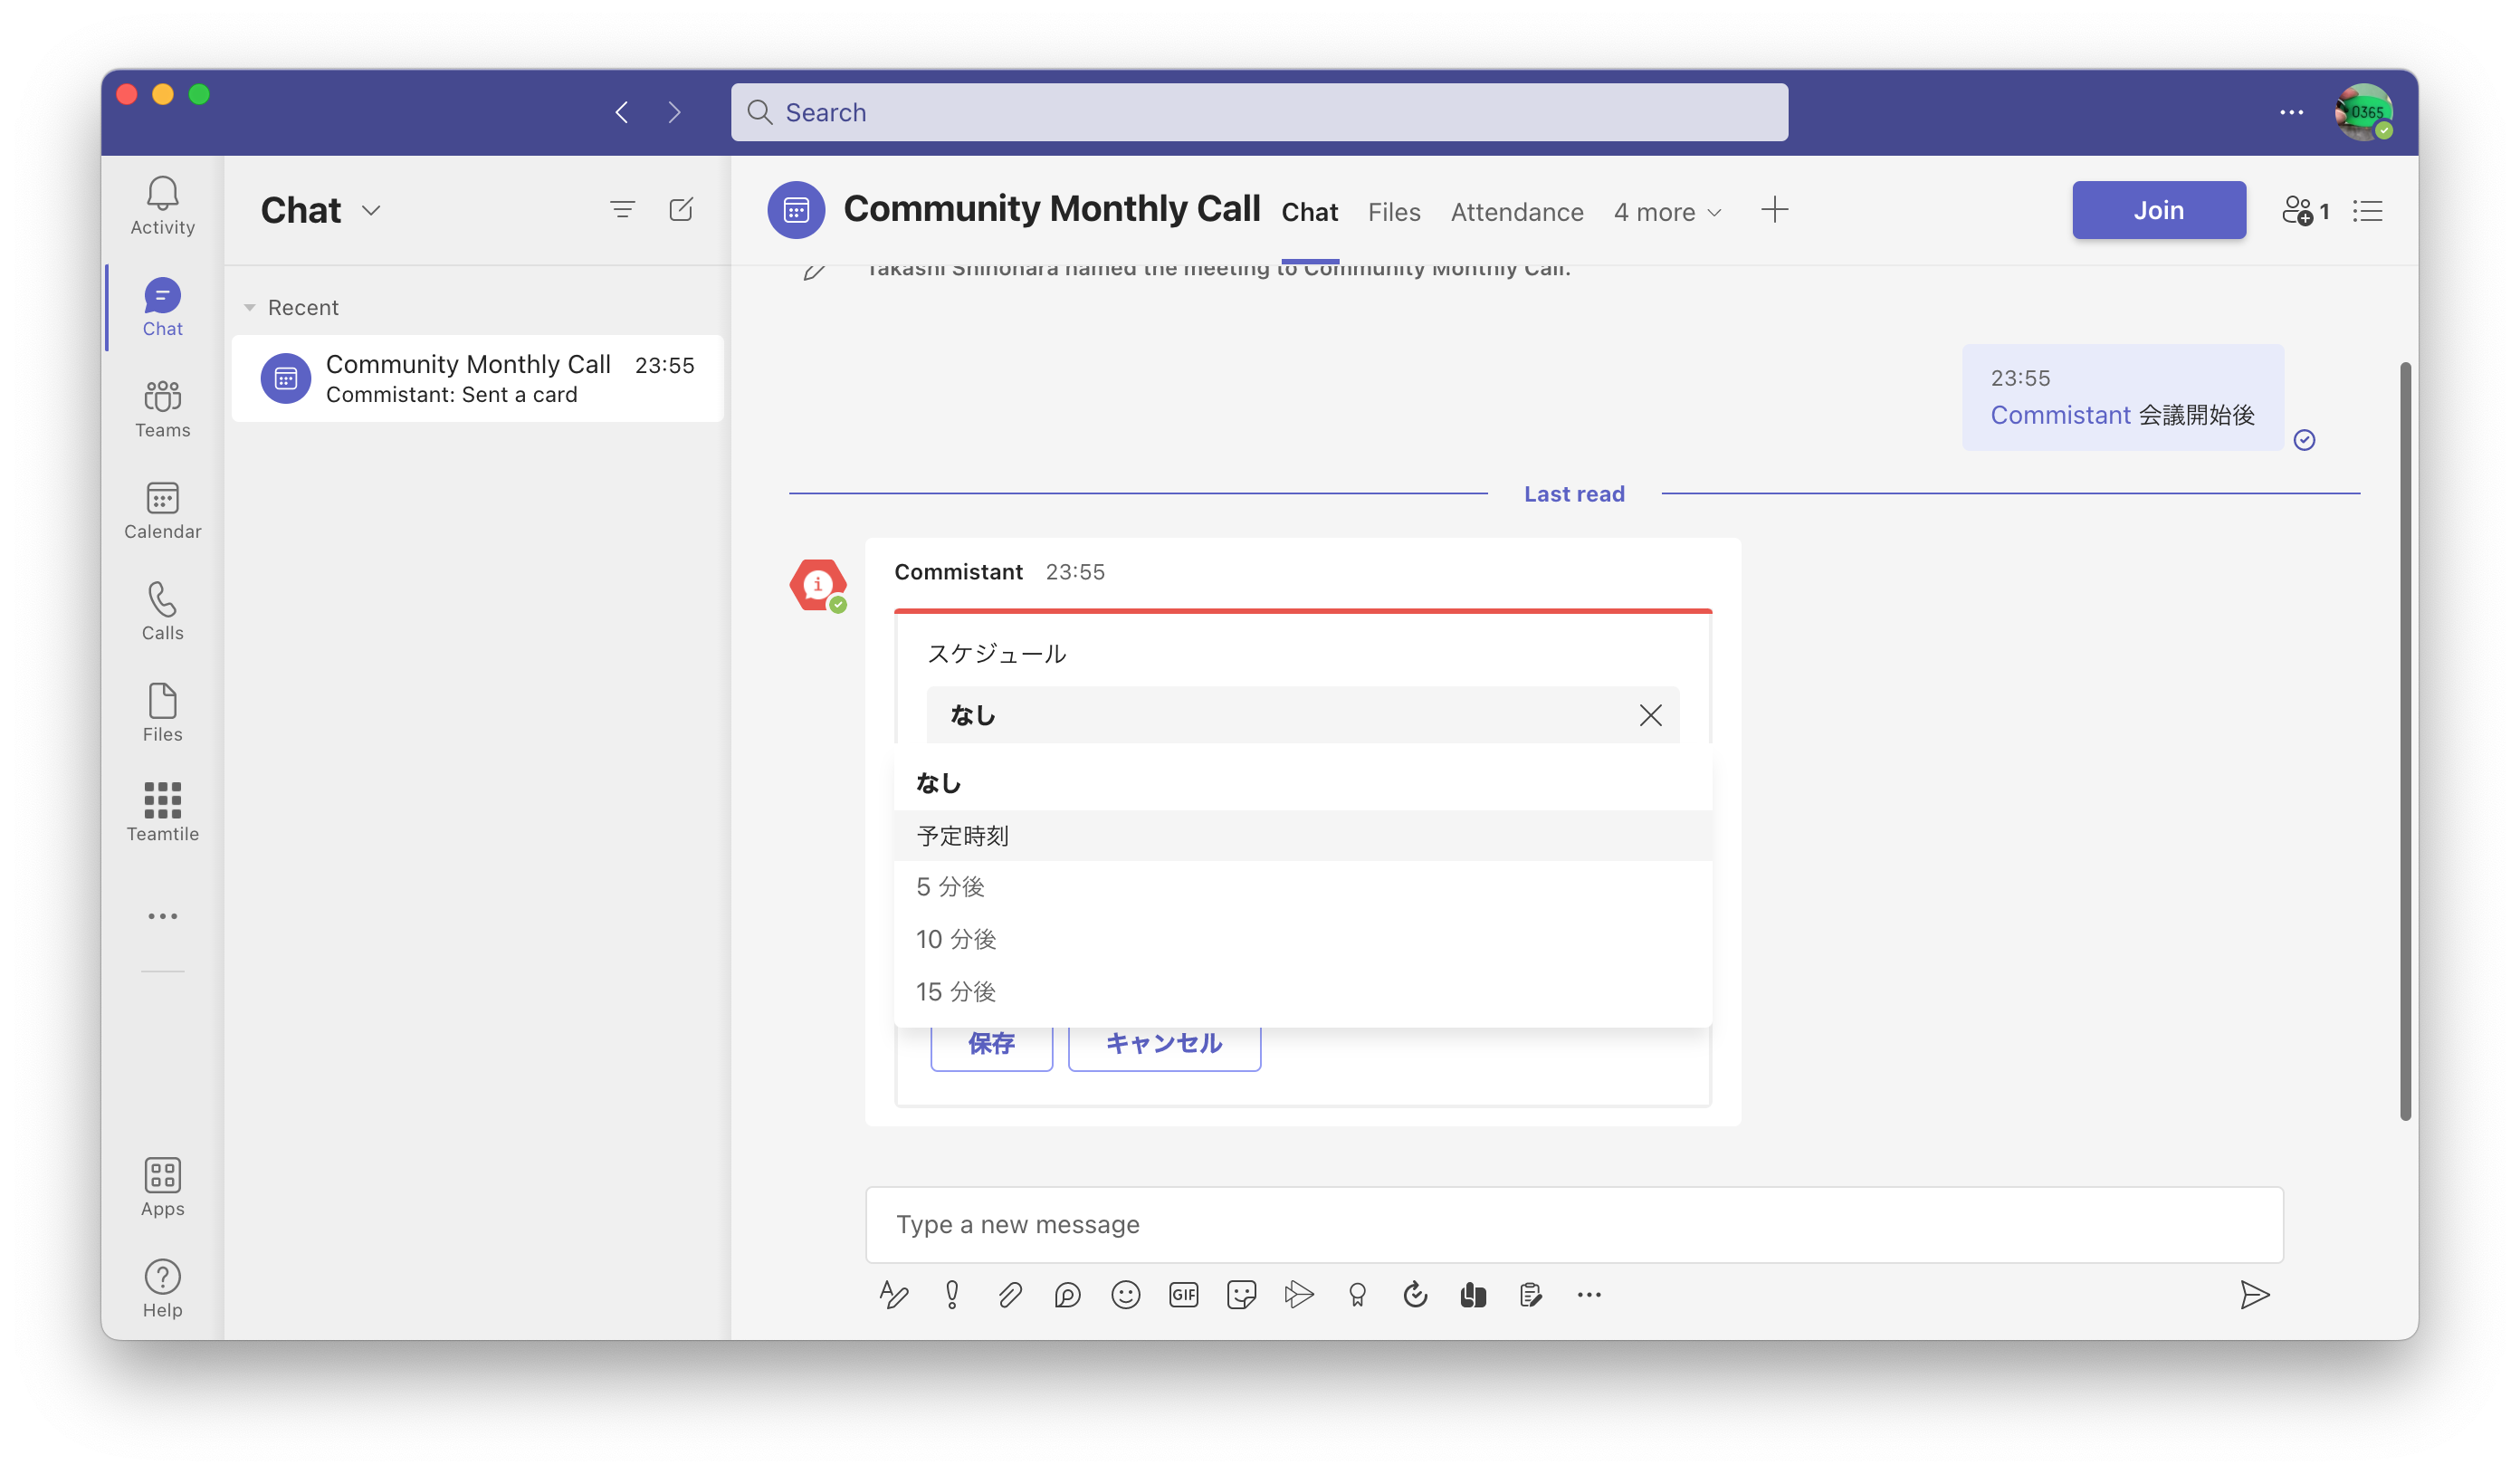 Search
0365
Activity
Chat
Teams
Calendar
Calls
Files
Teamtile
Apps
Help
Chat
Recent
Community Monthly Call 23:55
Commistant: Sent a card
Community Monthly Call Chat Files Attendance 4 more
Join
1
Takashi Shinohara named the meeting to Community Monthly Call.
23:55
Commistant 会議開始後
Last read
Commistant 23:55
スケジュール
なし
なし
予定時刻
5 分後
10 分後
15 分後
保存 キャンセル
Type a new message
GIF